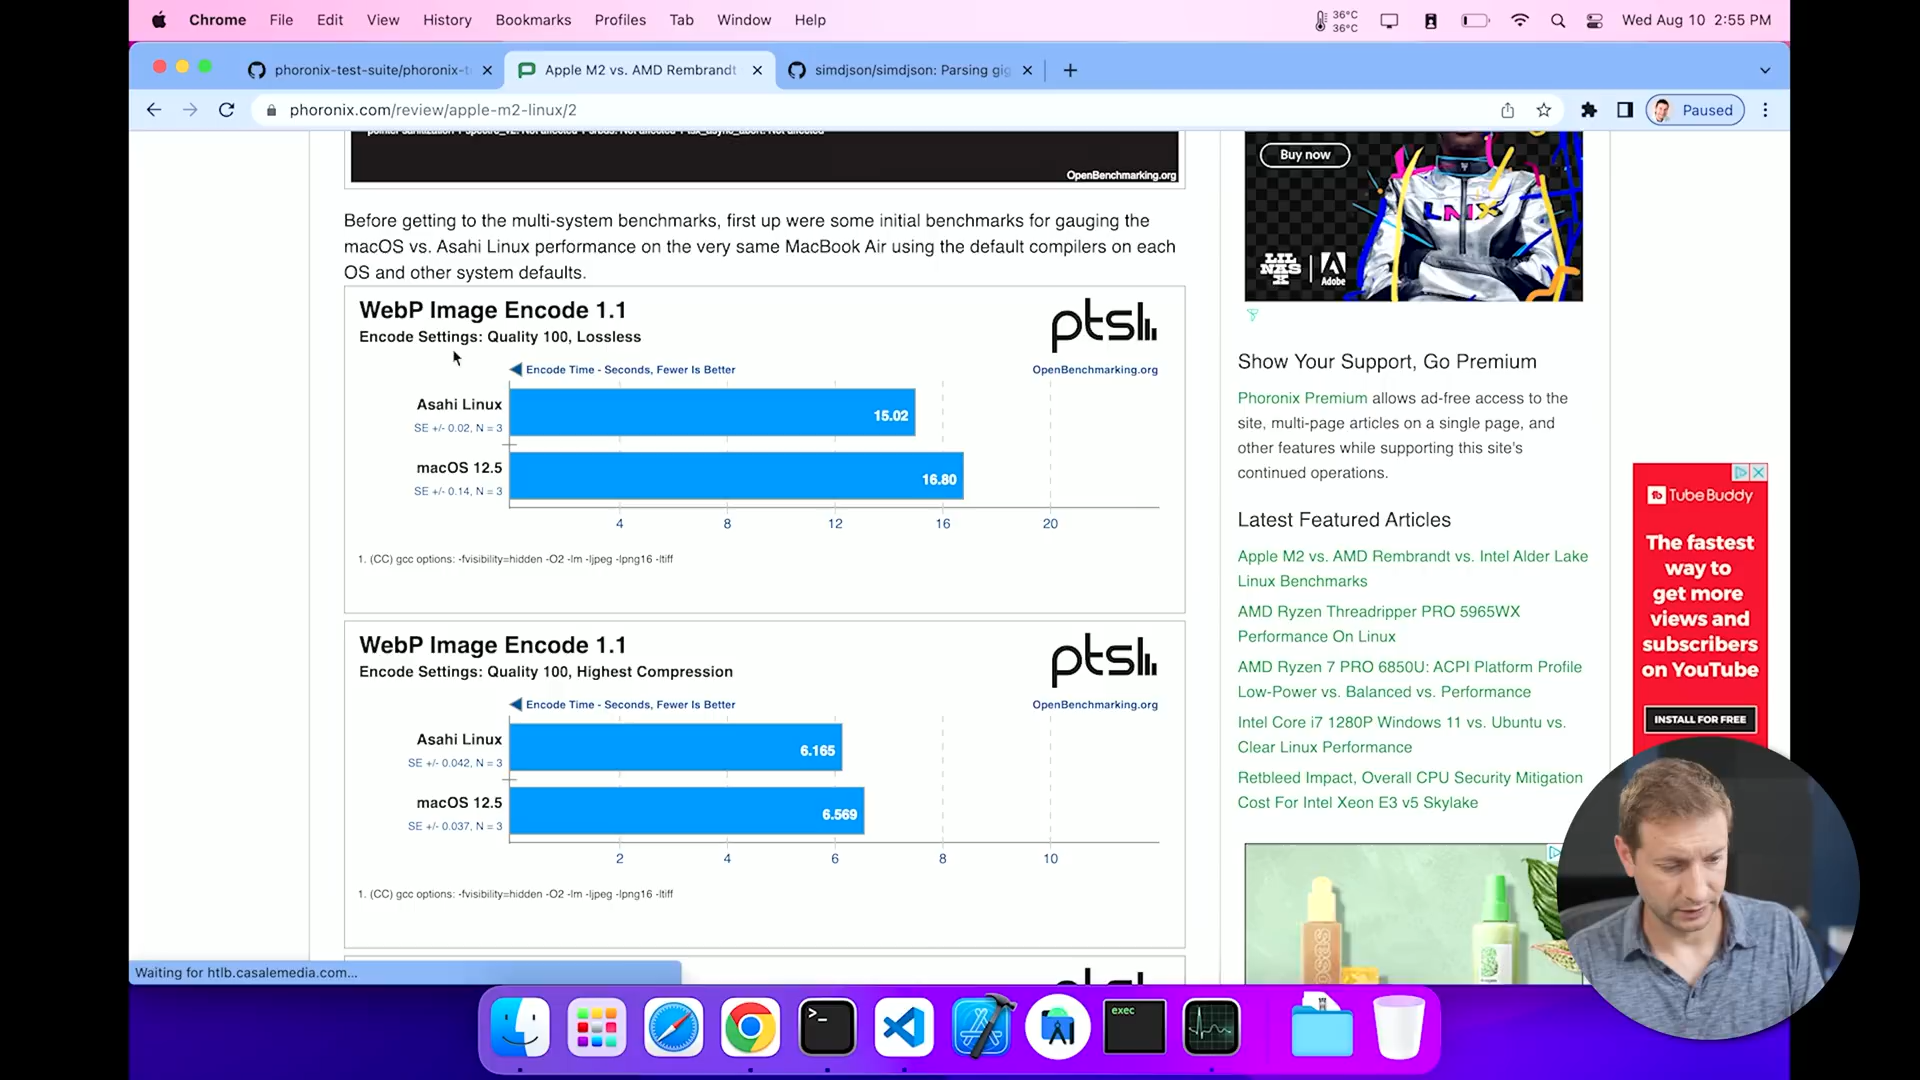 Chrome File Edit View History Bookmarks Profiles Tab Window Help
36°C
36°C
Wed Aug 10 2:55 PM
phoronix-test-suite/phoronix-t
Apple M2 vs. AMD Rembrandt
simdjson/simdjson: Parsing gig
phoronix.com/review/apple-m2-linux/2
Paused
OpenBenchmarking.org
Before getting to the multi-system benchmarks, first up were some initial benchmarks for gauging the
macOS vs. Asahi Linux performance on the very same MacBook Air using the default compilers on each
OS and other system defaults.
WebP Image Encode 1.1
Encode Settings: Quality 100, Lossless
pts
Encode Time - Seconds, Fewer Is Better
OpenBenchmarking.org
Asahi Linux
SE +/- 0.02, N = 3
15.02
macOS 12.5
SE +/- 0.14, N = 3
16.80
4 8 12 16 20
1. (CC) gcc options: -fvisibility=hidden -O2 -lm -ljpeg -lpng16 -ltiff
WebP Image Encode 1.1
Encode Settings: Quality 100, Highest Compression
pts
Encode Time - Seconds, Fewer Is Better
OpenBenchmarking.org
Asahi Linux
SE +/- 0.042, N = 3
6.165
macOS 12.5
SE +/- 0.037, N = 3
6.569
2 4 6 8 10
1. (CC) gcc options: -fvisibility=hidden -O2 -lm -ljpeg -lpng16 -ltiff
Waiting for htlb.casalemedia.com...
Buy now
LNX
LIL
NAS
X
Adobe
Show Your Support, Go Premium
Phoronix Premium allows ad-free access to the
site, multi-page articles on a single page, and
other features while supporting this site's
continued operations.
Latest Featured Articles
Apple M2 vs. AMD Rembrandt vs. Intel Alder Lake
Linux Benchmarks
AMD Ryzen Threadripper PRO 5965WX
Performance On Linux
AMD Ryzen 7 PRO 6850U: ACPI Platform Profile
Low-Power vs. Balanced vs. Performance
Intel Core i7 1280P Windows 11 vs. Ubuntu vs.
Clear Linux Performance
Retbleed Impact, Overall CPU Security Mitigation
Cost For Intel Xeon E3 v5 Skylake
TubeBuddy
The fastest
way to
get more
views and
subscribers
on YouTube
INSTALL FOR FREE
exec